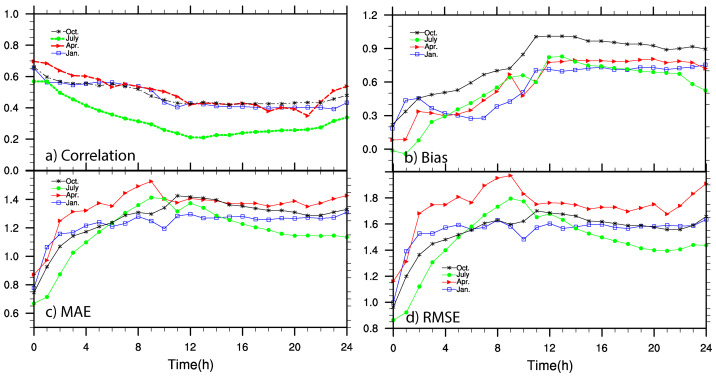 1.0
0.8
0.6
0.4
0.2
0.0
Oct.
July
Apr.
Jan.
a) Correlation
1.2
0.9
0.6
0.3
0.0
Oct.
July
Apr.
Jan.
b) Bias
1.4
1.2
1.0
0.8
0.6
Oct.
July
Apr.
Jan.
c) MAE
0 4 8 12 16 20 24
Time(h)
1.8
1.6
1.4
1.2
1.0
0.8
Oct.
July
Apr.
Jan.
d) RMSE
0 4 8 12 16 20 24
Time(h)